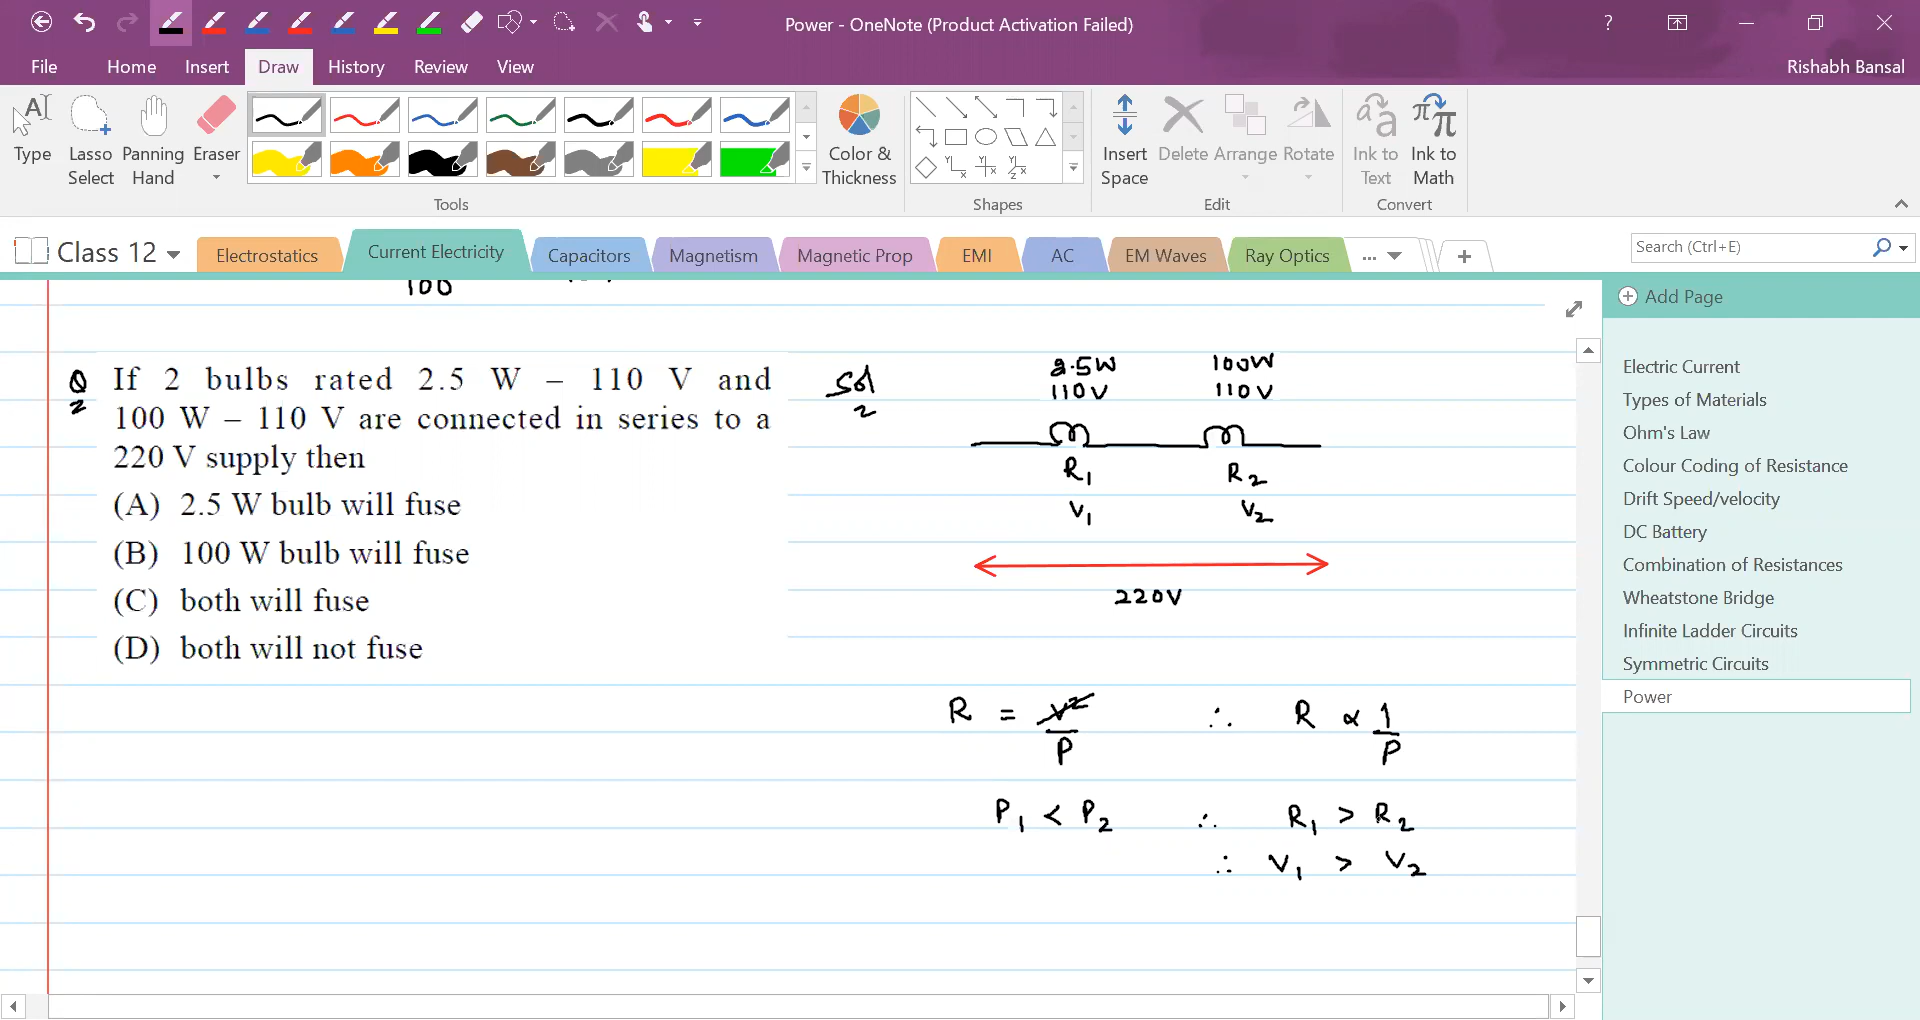 Power - OneNote (Product Activation Failed)
?
File Home Insert Draw History Review View
Rishabh Bansal
Type
Lasso Select
Panning Hand
Eraser
Color & Thickness
Insert Space
Delete
Arrange
Rotate
Ink to Text
Ink to Math
Tools
Shapes
Edit
Convert
Class 12
Electrostatics
Current Electricity
Capacitors
Magnetism
Magnetic Prop
EMI
AC
EM Waves
Ray Optics
...
+
Search (Ctrl+E)
Add Page
Electric Current
Types of Materials
Ohm's Law
Colour Coding of Resistance
Drift Speed/velocity
DC Battery
Combination of Resistances
Wheatstone Bridge
Infinite Ladder Circuits
Symmetric Circuits
Power
100
Q2
If 2 bulbs rated 2.5 W – 110 V and
100 W – 110 V are connected in series to a
220 V supply then
(A) 2.5 W bulb will fuse
(B) 100 W bulb will fuse
(C) both will fuse
(D) both will not fuse
Sol 2
2.5W 100W
110V 110V
R1 R2
V1 V2
220V
R = V²/P ∴ R ∝ 1/P
P1 < P2 ∴ R1 > R2
∴ V1 > V2